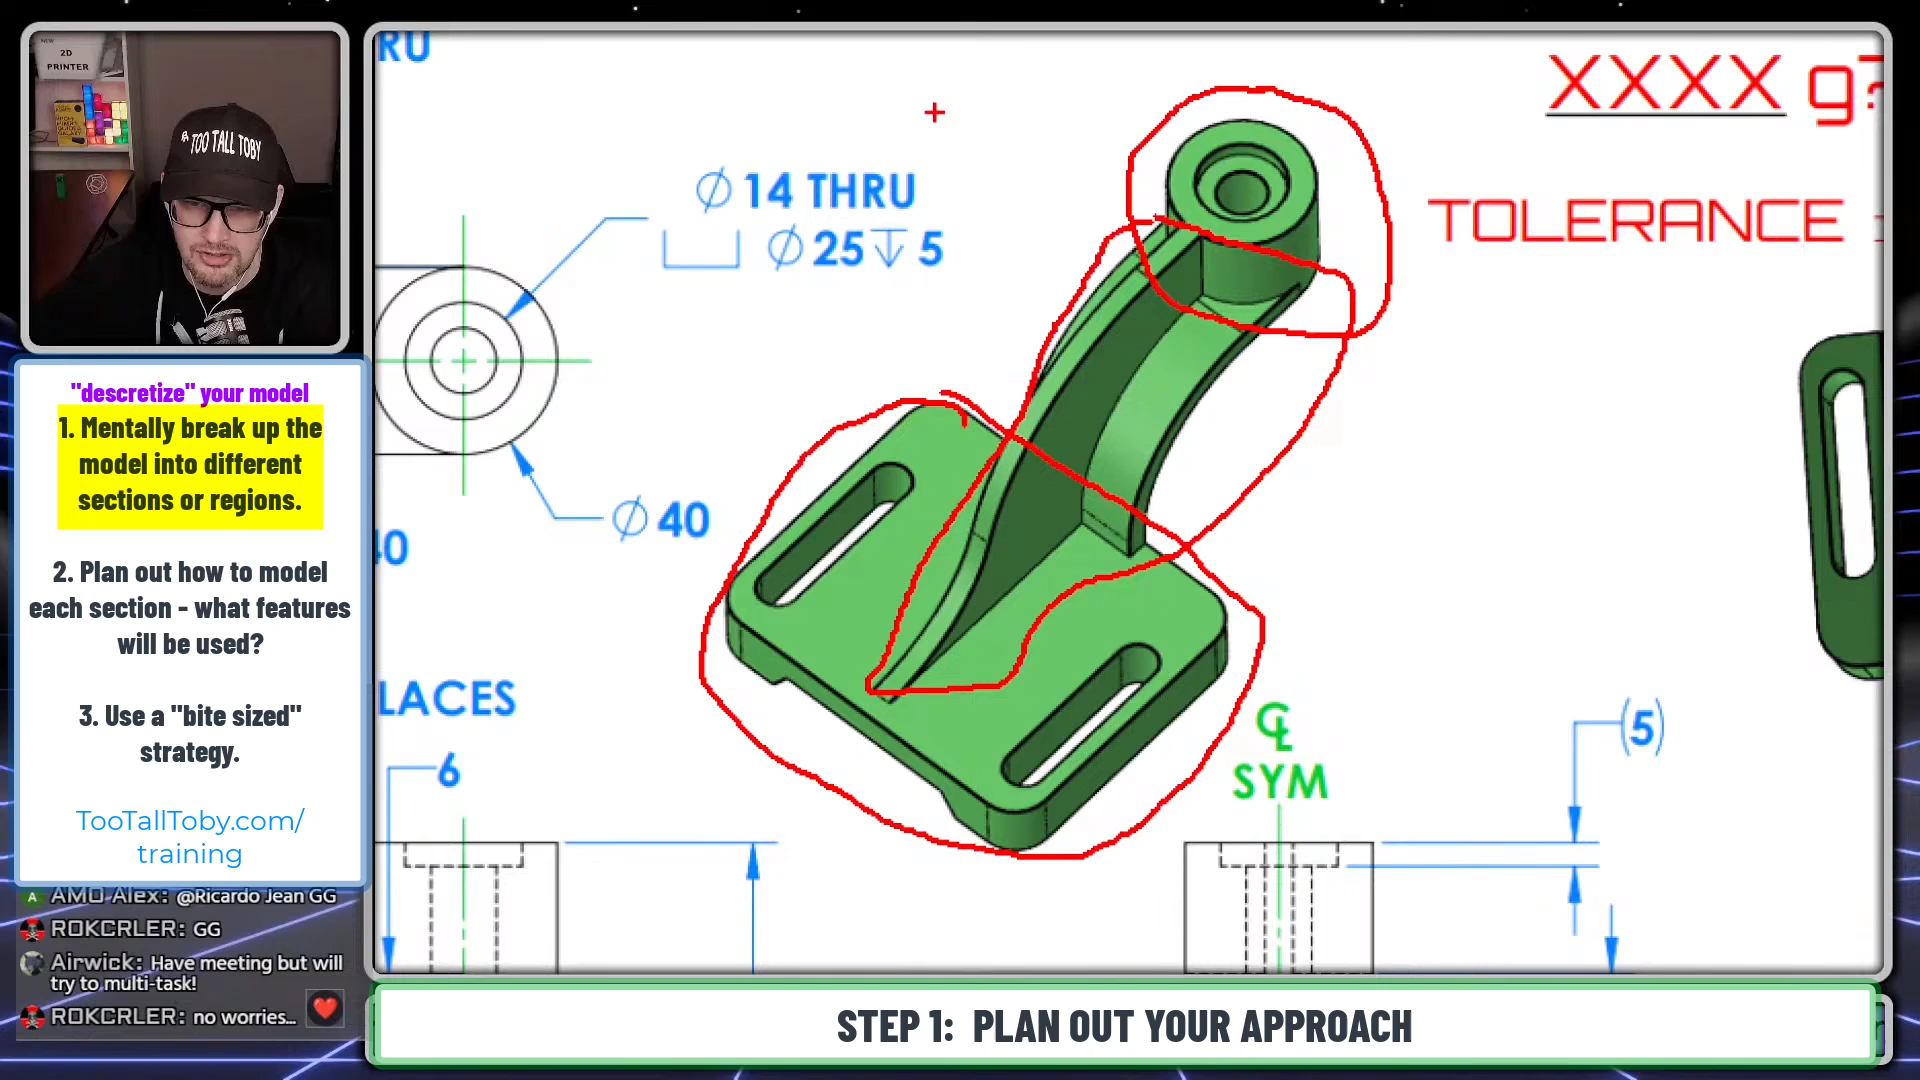 NEW
2D
PRINTER
TOO TALL TOBY
"descretize" your model
1. Mentally break up the
model into different
sections or regions.
2. Plan out how to model
each section - what features
will be used?
3. Use a "bite sized"
strategy.
TooTallToby.com/
training
AMO Alex: @Ricardo Jean GG
ROKCRLER: GG
Airwick: Have meeting but will
try to multi-task!
ROKCRLER: no worries...
RU
XXXX g?
TOLERANCE
∅ 14 THRU
⌴ ∅ 25 ↧ 5
∅ 40
40
LACES
6
℄
SYM
(5)
STEP 1: PLAN OUT YOUR APPROACH